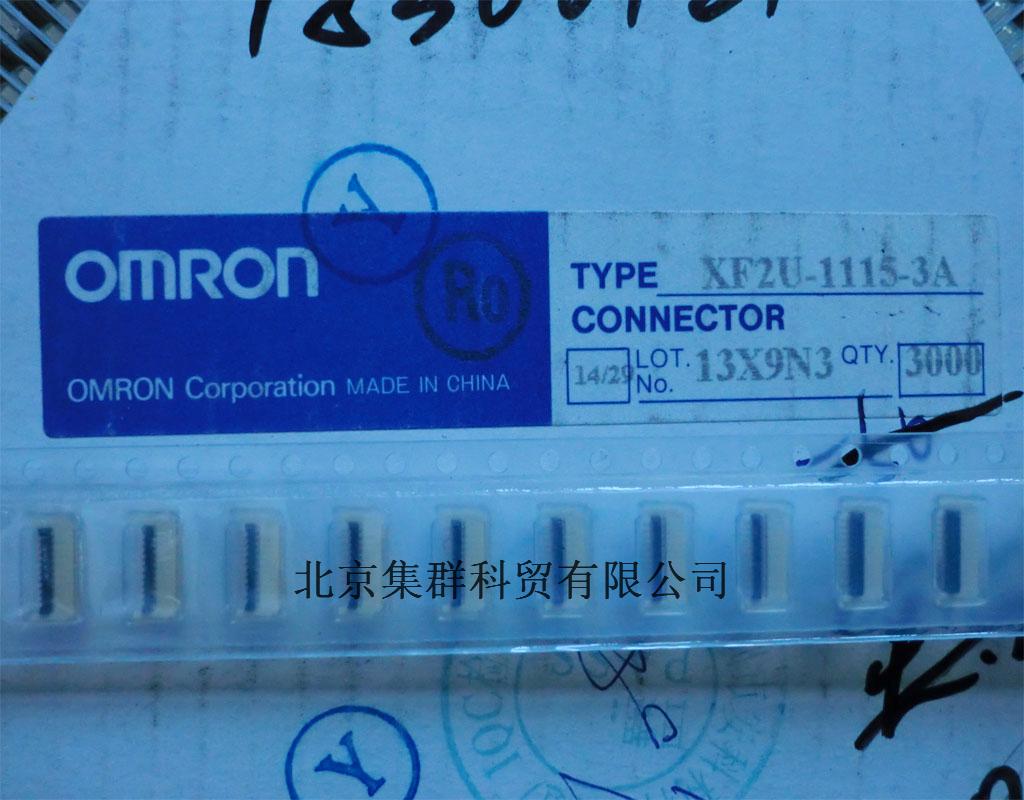 Y
OMRON
Ro
TYPE XF2U-1115-3A
CONNECTOR
14/29 LOT. No. 13X9N3 QTY. 3000
OMRON Corporation MADE IN CHINA
北京集群科贸有限公司
IQC
Y